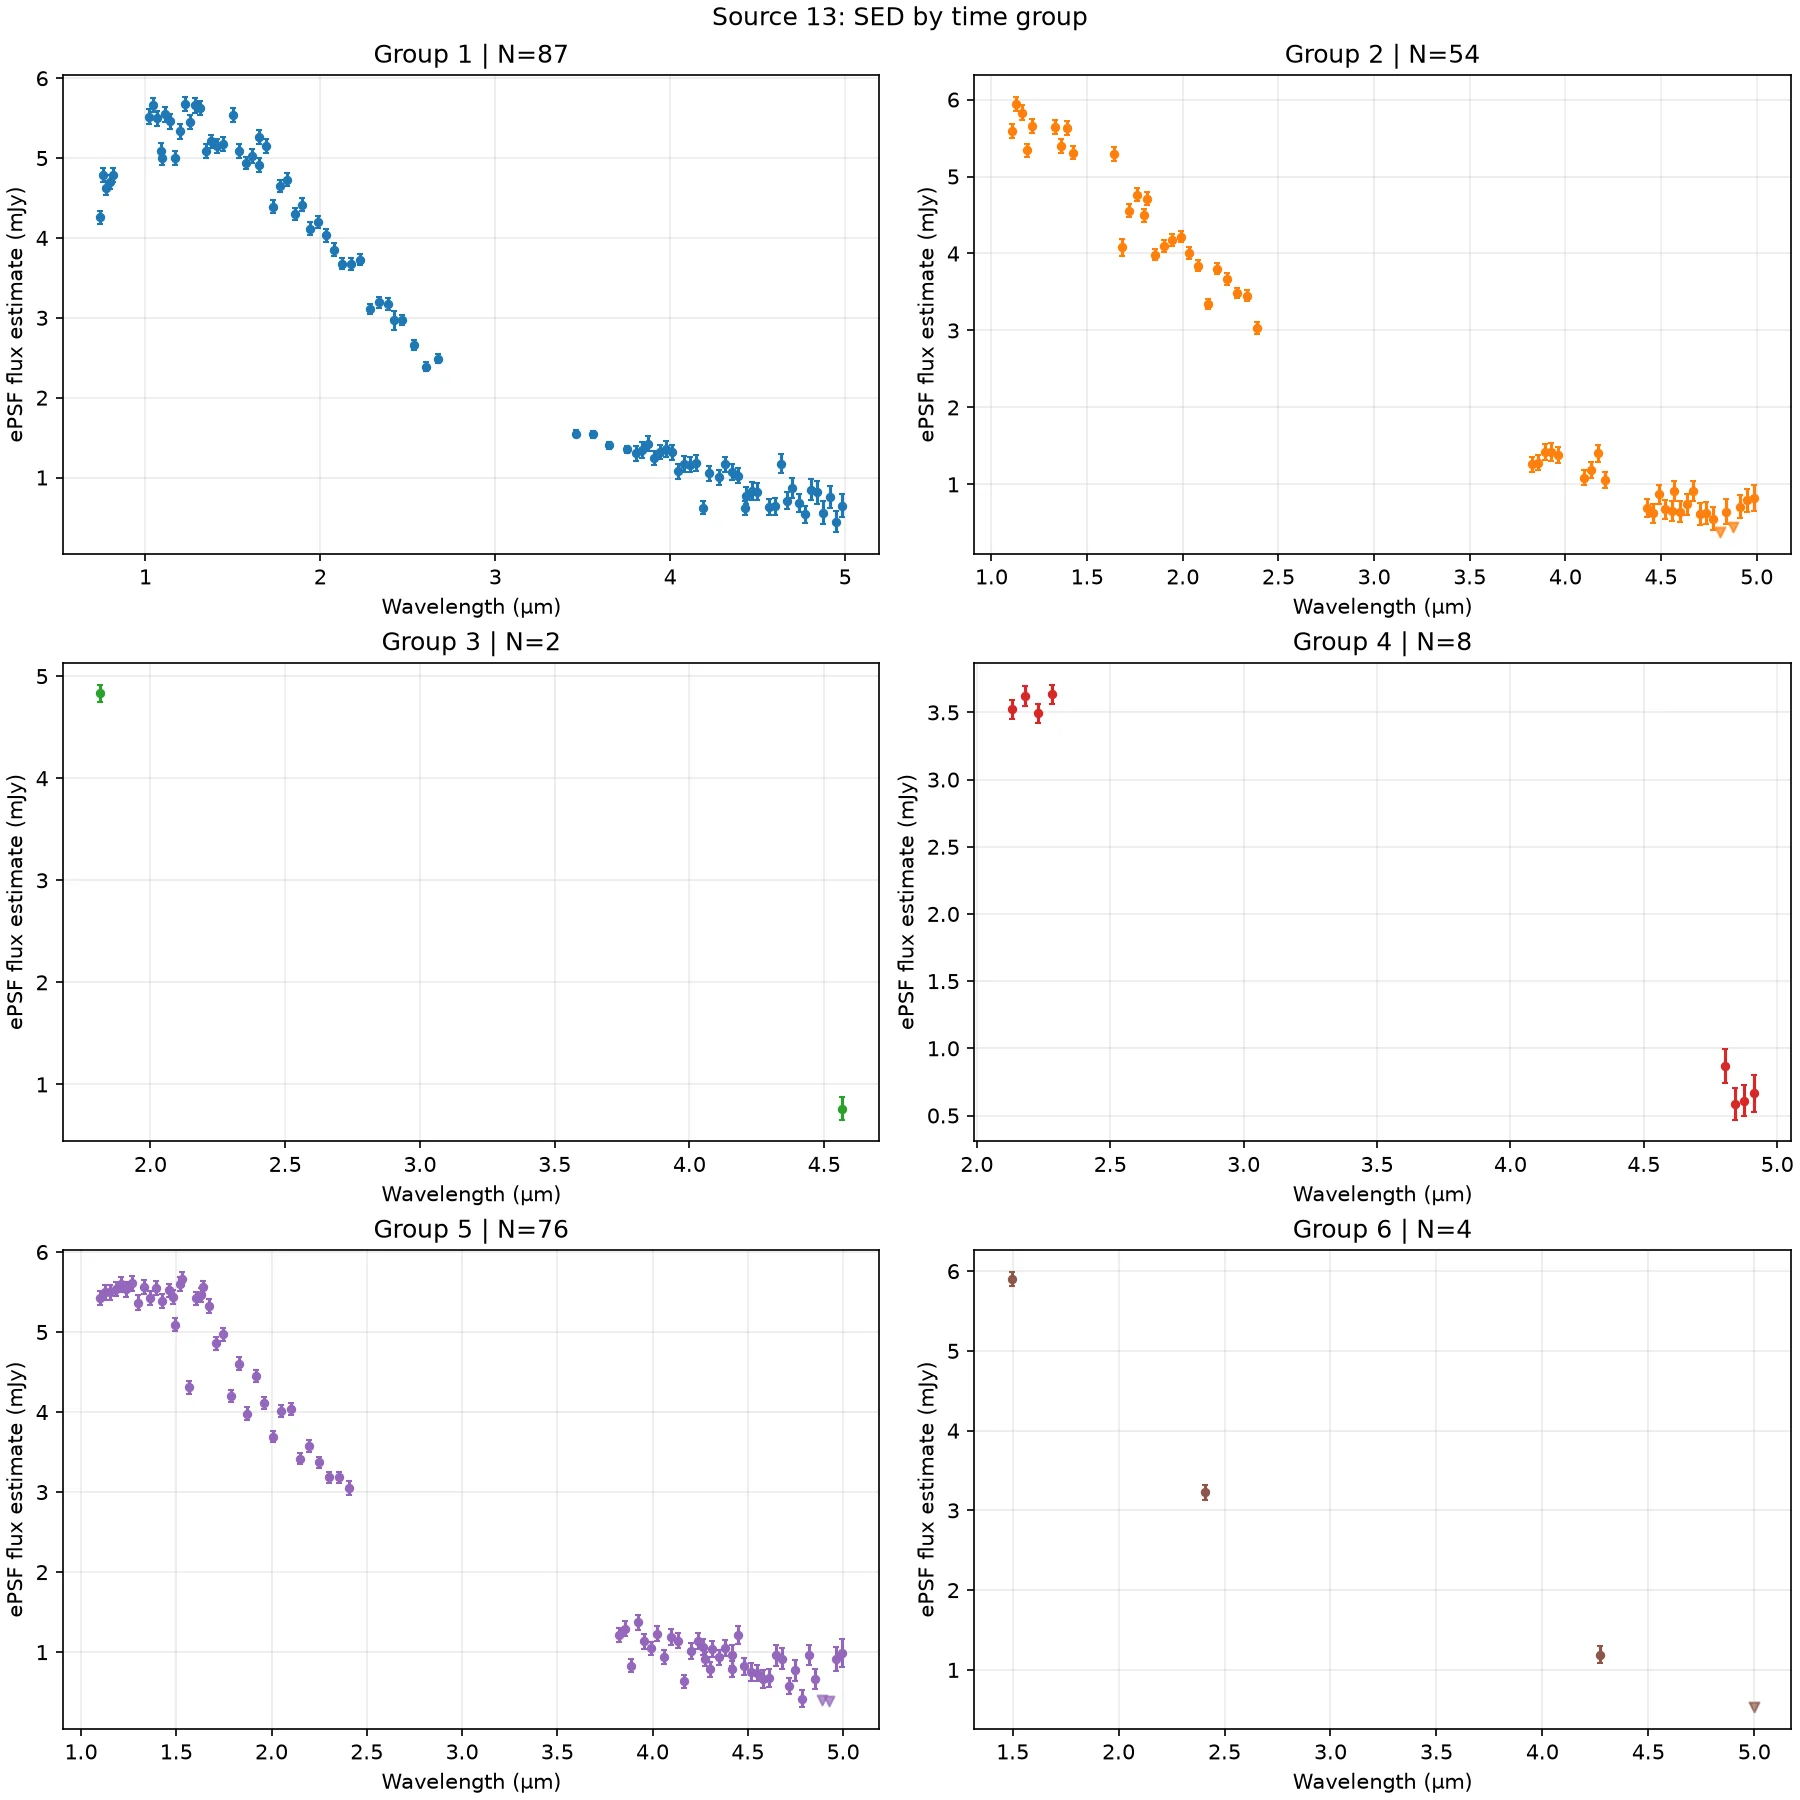 Source 13: SED by time group
Group 1 | N=87
6
5
4
3
2
1
ePSF flux estimate (mJy)
1 2 3 4 5
Wavelength (µm)
Group 2 | N=54
6
5
4
3
2
1
ePSF flux estimate (mJy)
1.0 1.5 2.0 2.5 3.0 3.5 4.0 4.5 5.0
Wavelength (µm)
Group 3 | N=2
5
4
3
2
1
ePSF flux estimate (mJy)
2.0 2.5 3.0 3.5 4.0 4.5
Wavelength (µm)
Group 4 | N=8
3.5
3.0
2.5
2.0
1.5
1.0
0.5
ePSF flux estimate (mJy)
2.0 2.5 3.0 3.5 4.0 4.5 5.0
Wavelength (µm)
Group 5 | N=76
6
5
4
3
2
1
ePSF flux estimate (mJy)
1.0 1.5 2.0 2.5 3.0 3.5 4.0 4.5 5.0
Wavelength (µm)
Group 6 | N=4
6
5
4
3
2
1
ePSF flux estimate (mJy)
1.5 2.0 2.5 3.0 3.5 4.0 4.5 5.0
Wavelength (µm)